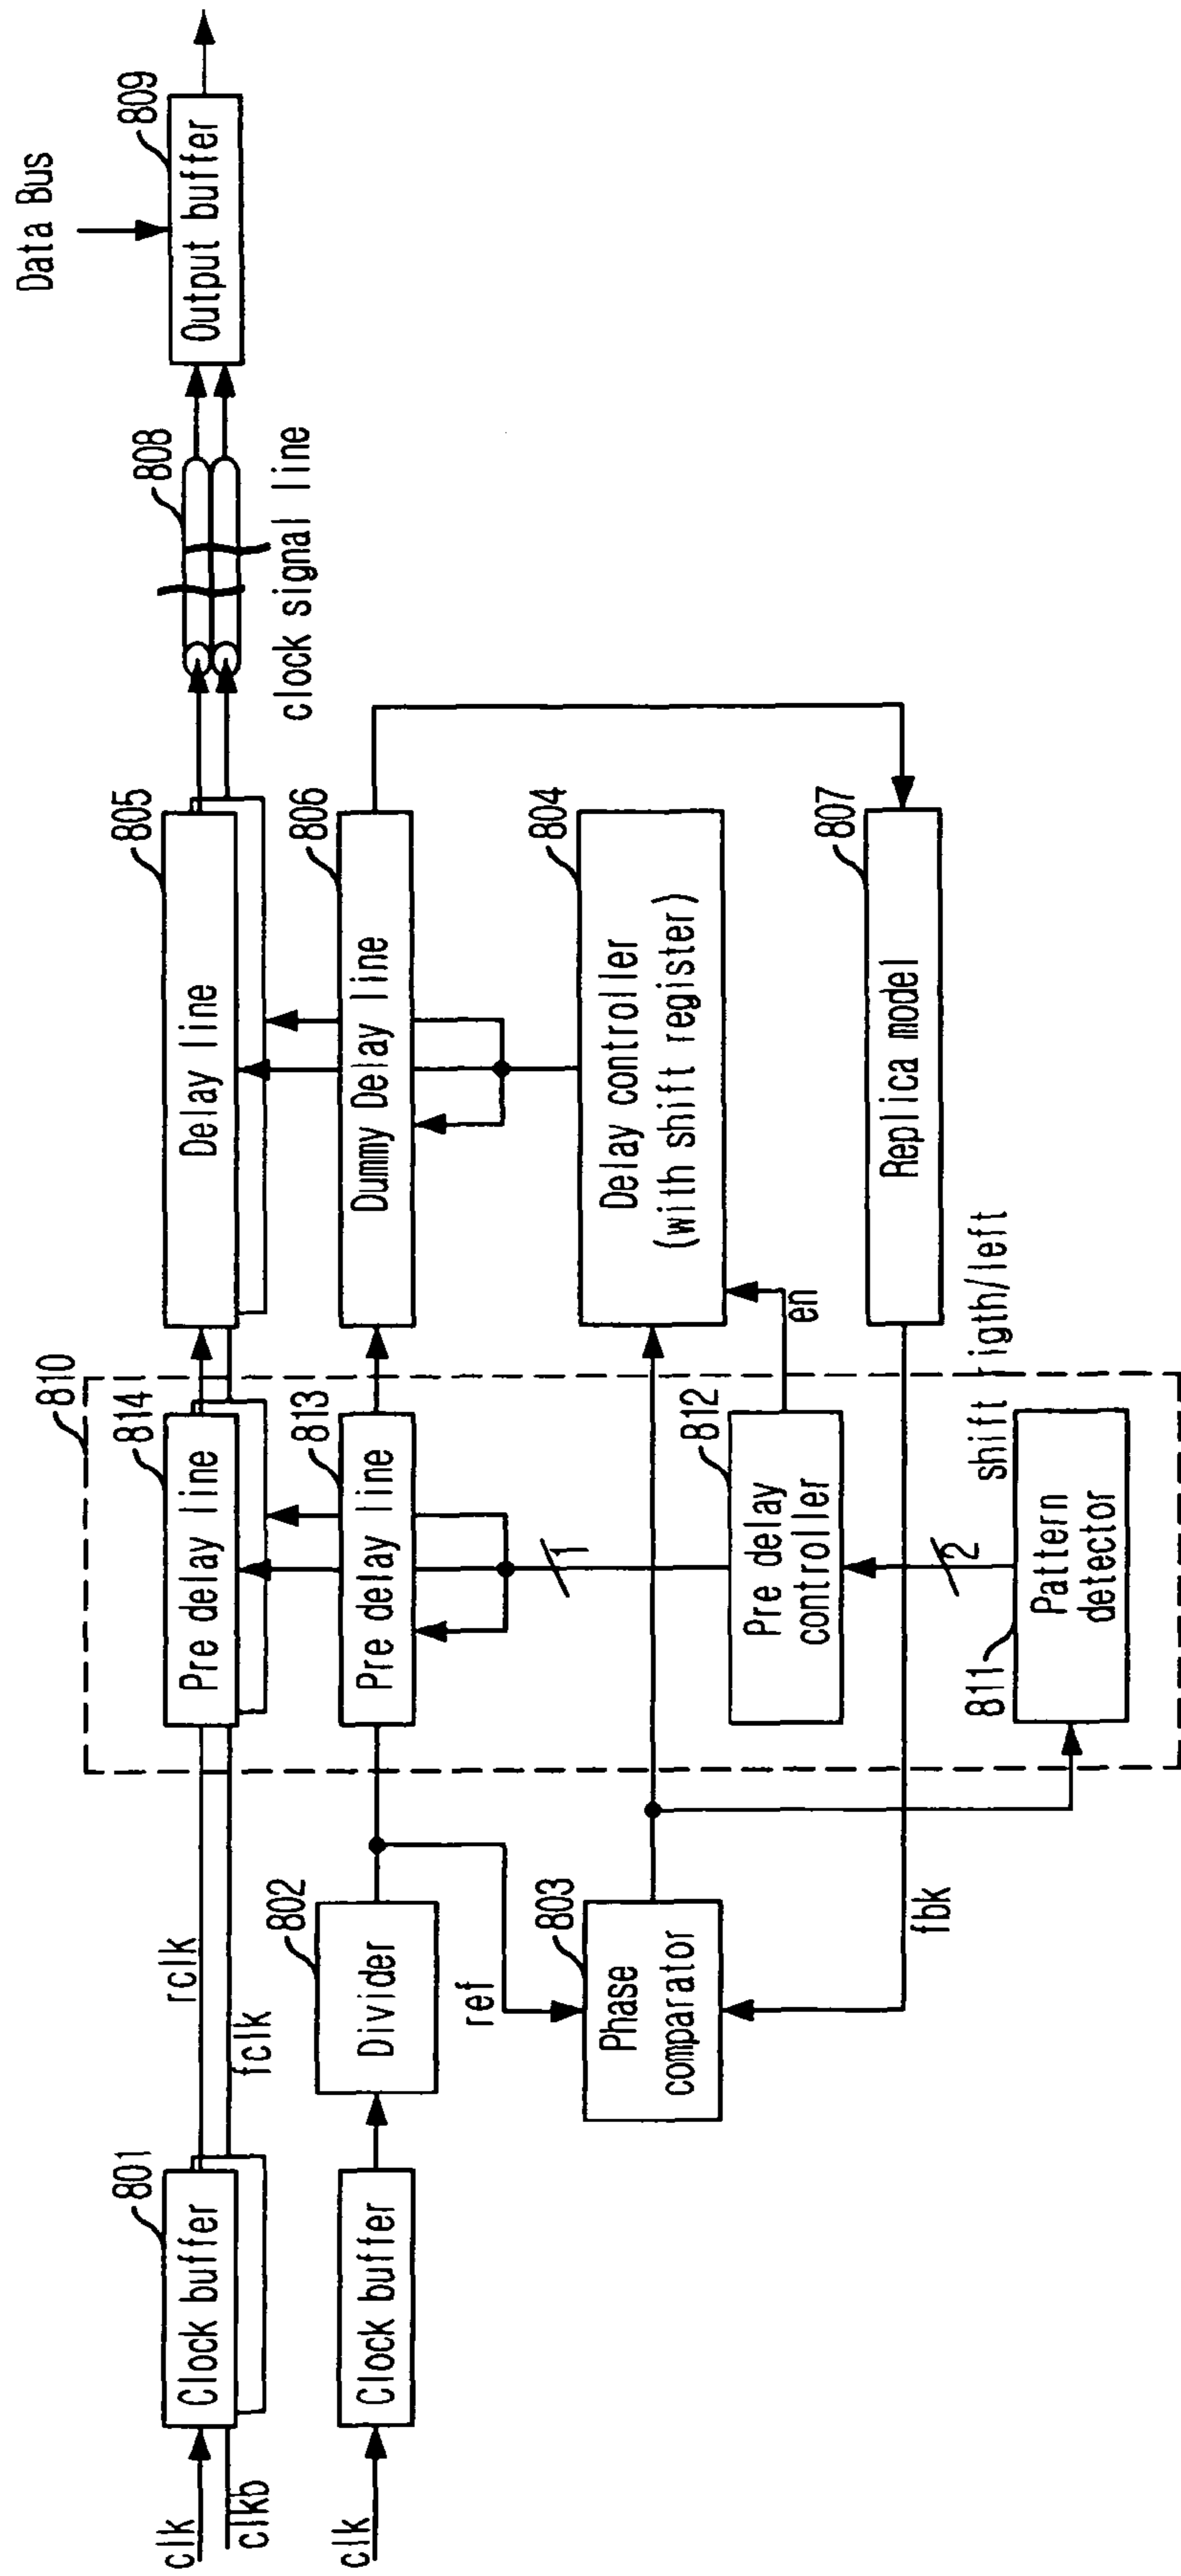 Data Bus
809
Output buffer
808
clock signal line
805
Delay line
806
Dummy Delay line
804
Delay controller
(with shift register)
807
Replica model
810
814
Pre delay line
813
Pre delay line
1
812
Pre delay
controller
en
shift rigth/left
2
811
Pattern
detector
rclk
fclk
802
Divider
ref
803
Phase
comparator
fbk
801
Clock buffer
Clock buffer
clk
clkb
clk